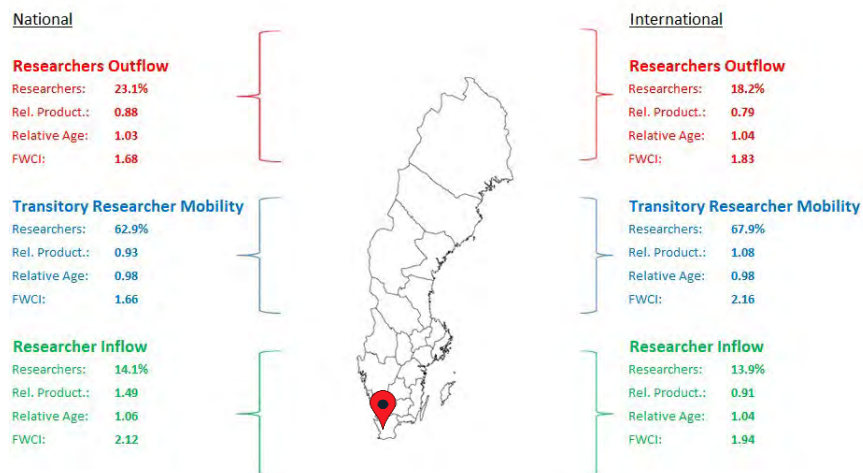 National
Researchers Outflow
Researchers: 23.1%
Rel. Product.: 0.88
Relative Age: 1.03
FWCI: 1.68
Transitory Researcher Mobility
Researchers: 62.9%
Rel. Product.: 0.93
Relative Age: 0.98
FWCI: 1.66
Researcher Inflow
Researchers: 14.1%
Rel. Product.: 1.49
Relative Age: 1.06
FWCI: 2.12
International
Researchers Outflow
Researchers: 18.2%
Rel. Product.: 0.79
Relative Age: 1.04
FWCI: 1.83
Transitory Researcher Mobility
Researchers: 67.9%
Rel. Product.: 1.08
Relative Age: 0.98
FWCI: 2.16
Researcher Inflow
Researchers: 13.9%
Rel. Product.: 0.91
Relative Age: 1.04
FWCI: 1.94